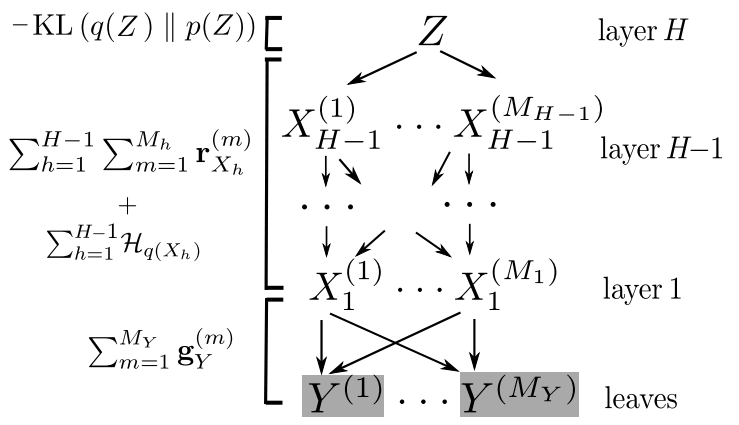 −KL (q(Z) ∥ p(Z)) Z layer H
∑_{h=1}^{H−1} ∑_{m=1}^{M_h} r_{X_h}^{(m)} X_{H−1}^{(1)} · · · X_{H−1}^{(M_{H−1})} layer H−1
+ · · · · · ·
∑_{h=1}^{H−1} ℋ_{q(X_h)}
X_1^{(1)} · · · X_1^{(M_1)} layer 1
∑_{m=1}^{M_Y} g_Y^{(m)}
Y^{(1)} · · · Y^{(M_Y)} leaves